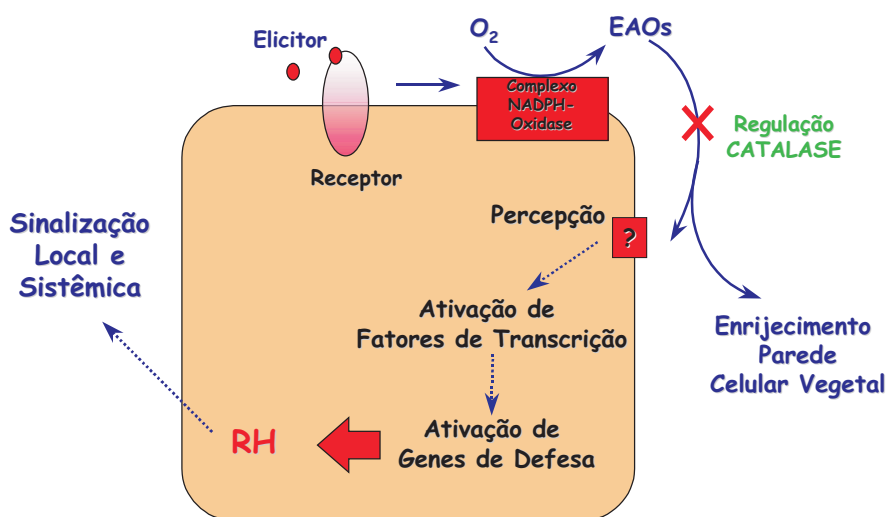 Elicitor
O2
EAOs
Complexo
NADPH-
Oxidase
Regulação
CATALASE
Receptor
Percepção
?
Sinalização
Local e
Sistêmica
Ativação de
Fatores de Transcrição
Enrijecimento
Parede
Celular Vegetal
RH
Ativação de
Genes de Defesa